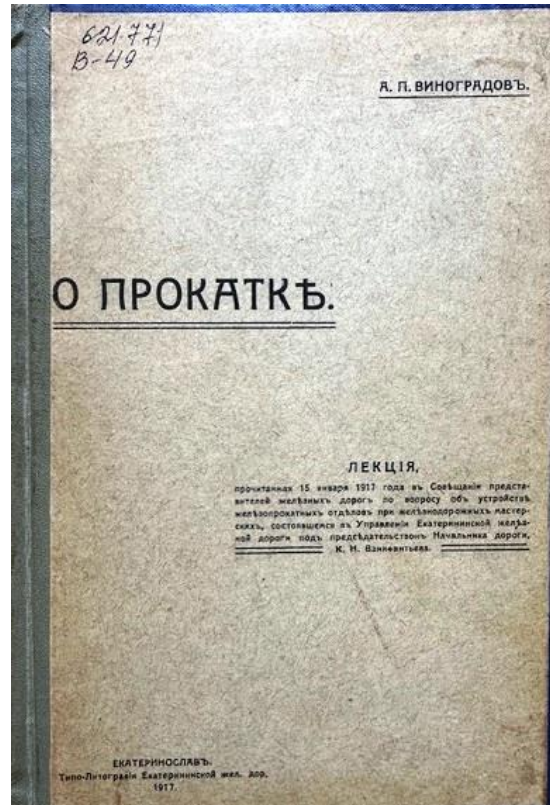 621.771
В-49
А. П. ВИНОГРАДОВЪ.
О ПРОКАТКѢ.
ЛЕКЦІЯ,
прочитанная 15 января 1917 года въ Совѣщаніи предста-
вителей желѣзныхъ дорогъ по вопросу объ устройствѣ
желѣзопрокатныхъ отдѣловъ при желѣзнодорожныхъ мастер-
скихъ, состоявшемся въ Управленіи Екатерининской желѣз-
ной дороги подъ предсѣдательствомъ Начальника дороги,
К. Н.
ЕКАТЕРИНОСЛАВЪ.
Типо-Литографія Екатерининской жел. дор.
1917.